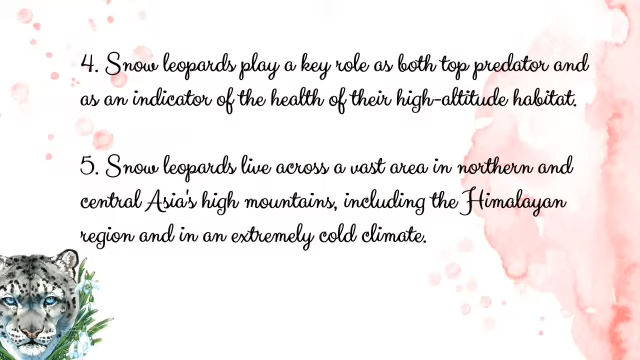 4. Snow leopards play a key role as both top predator and
as an indicator of the health of their high-altitude habitat.
5. Snow leopards live across a vast area in northern and
central Asia's high mountains, including the Himalayan
region and in an extremely cold climate.